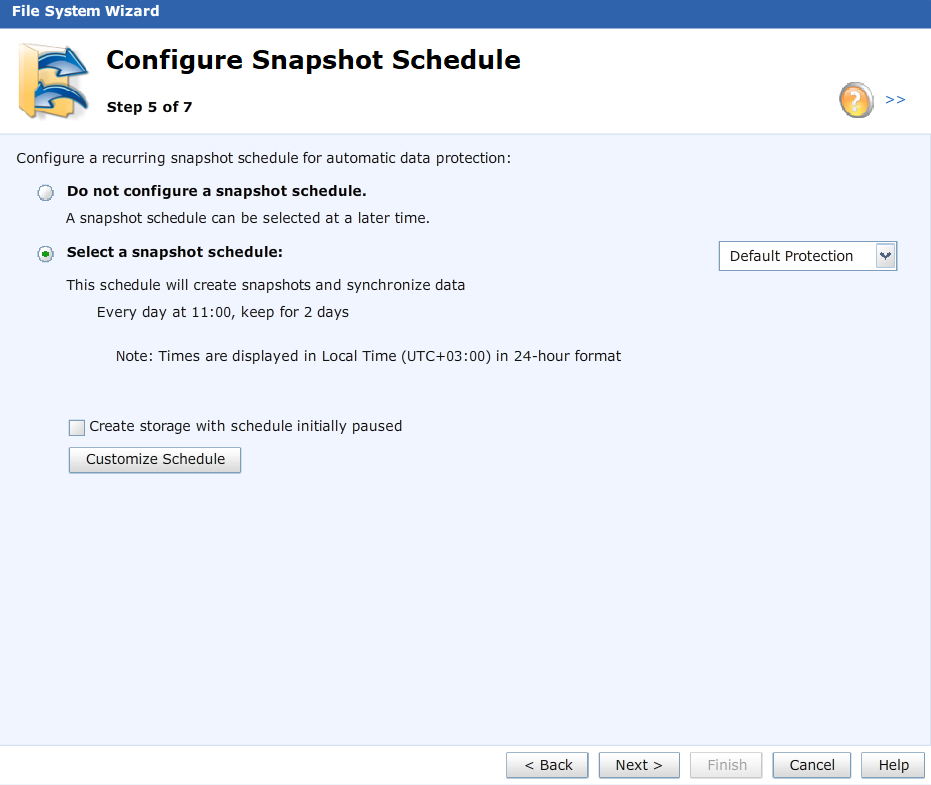 File System Wizard
Configure Snapshot Schedule
Step 5 of 7
?
>>
Configure a recurring snapshot schedule for automatic data protection:
Do not configure a snapshot schedule.
A snapshot schedule can be selected at a later time.
Select a snapshot schedule:
Default Protection
This schedule will create snapshots and synchronize data
Every day at 11:00, keep for 2 days
Note: Times are displayed in Local Time (UTC+03:00) in 24-hour format
Create storage with schedule initially paused
Customize Schedule
< Back
Next >
Finish
Cancel
Help